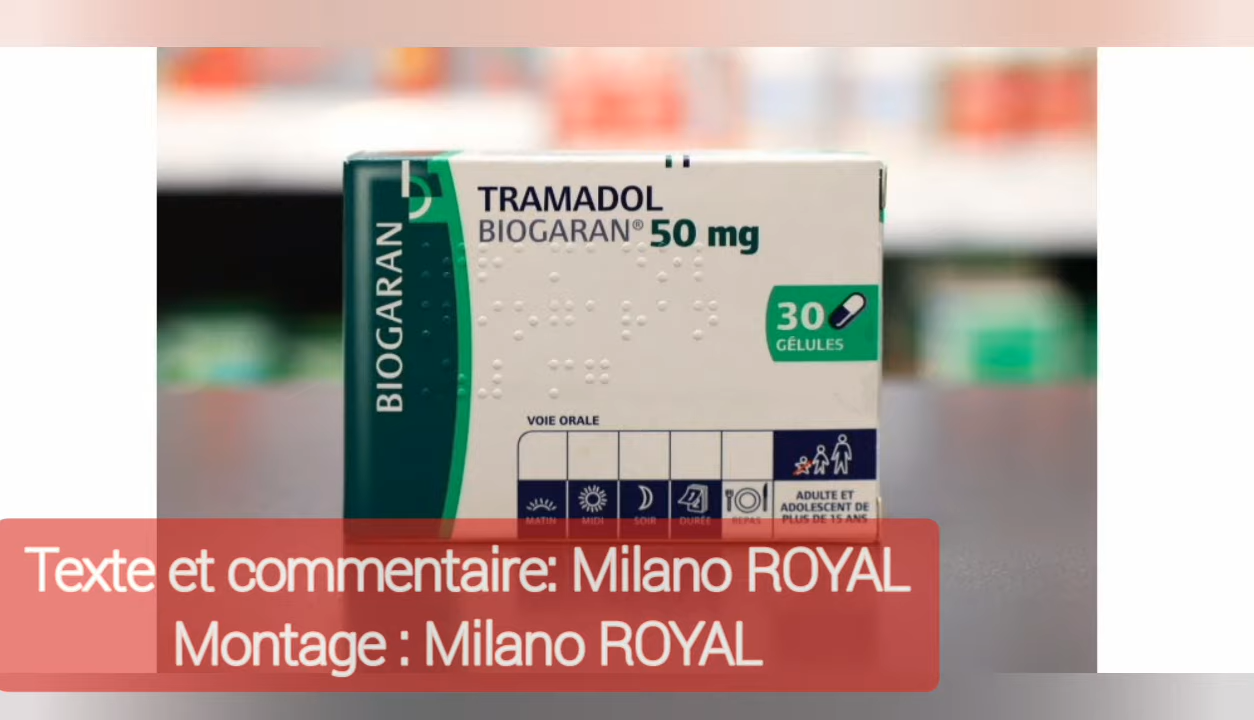 BIOGARAN
TRAMADOL
BIOGARAN® 50 mg
30
GÉLULES
VOIE ORALE
MATIN MIDI SOIR DURÉE REPAS
ADULTE ET
ADOLESCENT DE
PLUS DE 15 ANS
Texte et commentaire: Milano ROYAL
Montage : Milano ROYAL